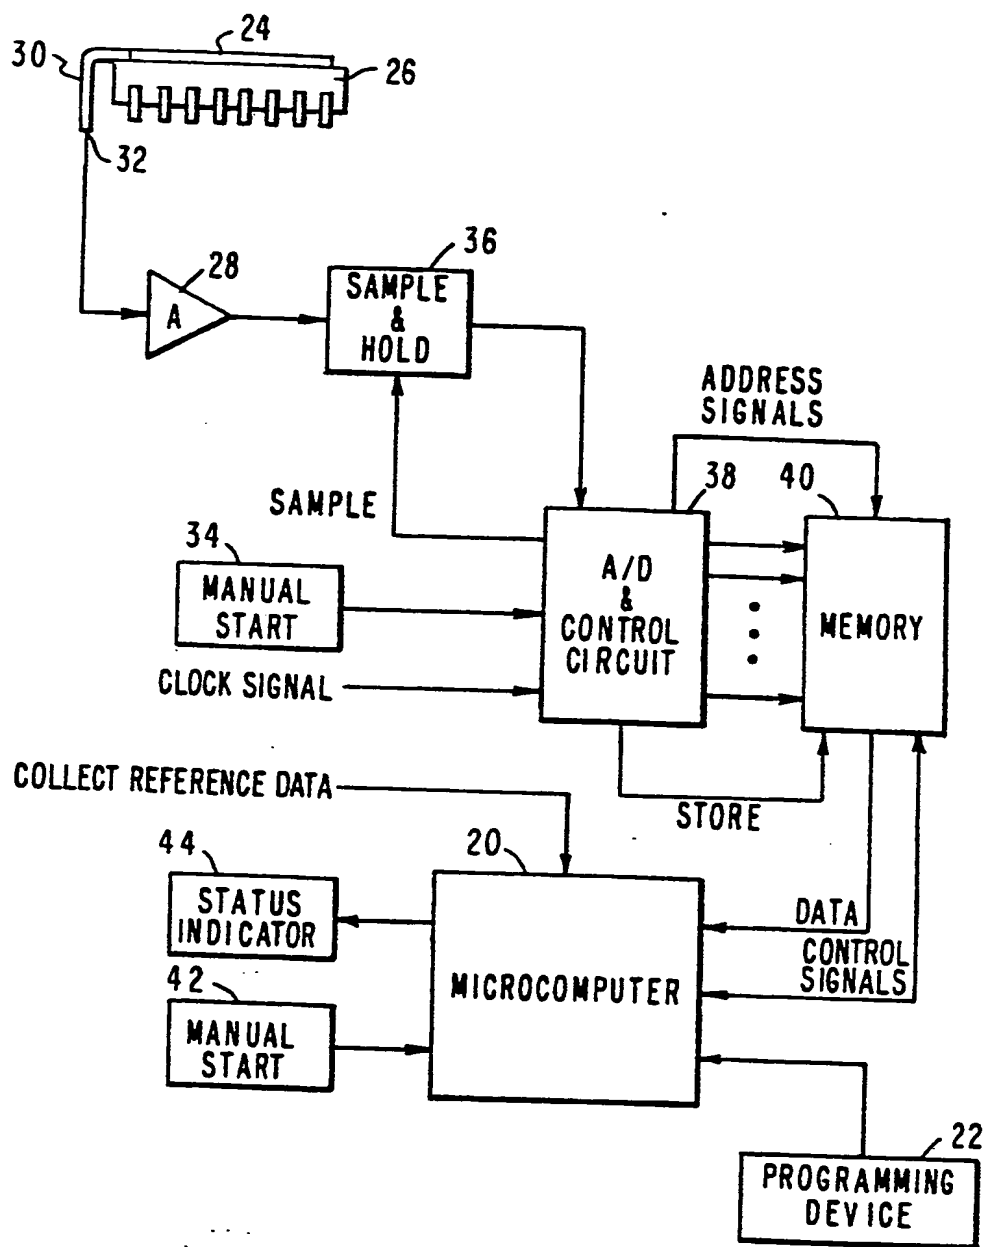 24
30
26
32
28
A
36
SAMPLE
&
HOLD
ADDRESS
SIGNALS
SAMPLE
38
40
34
MANUAL
START
A/D
&
CONTROL
CIRCUIT
MEMORY
CLOCK SIGNAL
COLLECT REFERENCE DATA
STORE
44
20
STATUS
INDICATOR
DATA
CONTROL
SIGNALS
MICROCOMPUTER
42
MANUAL
START
22
PROGRAMMING
DEVICE